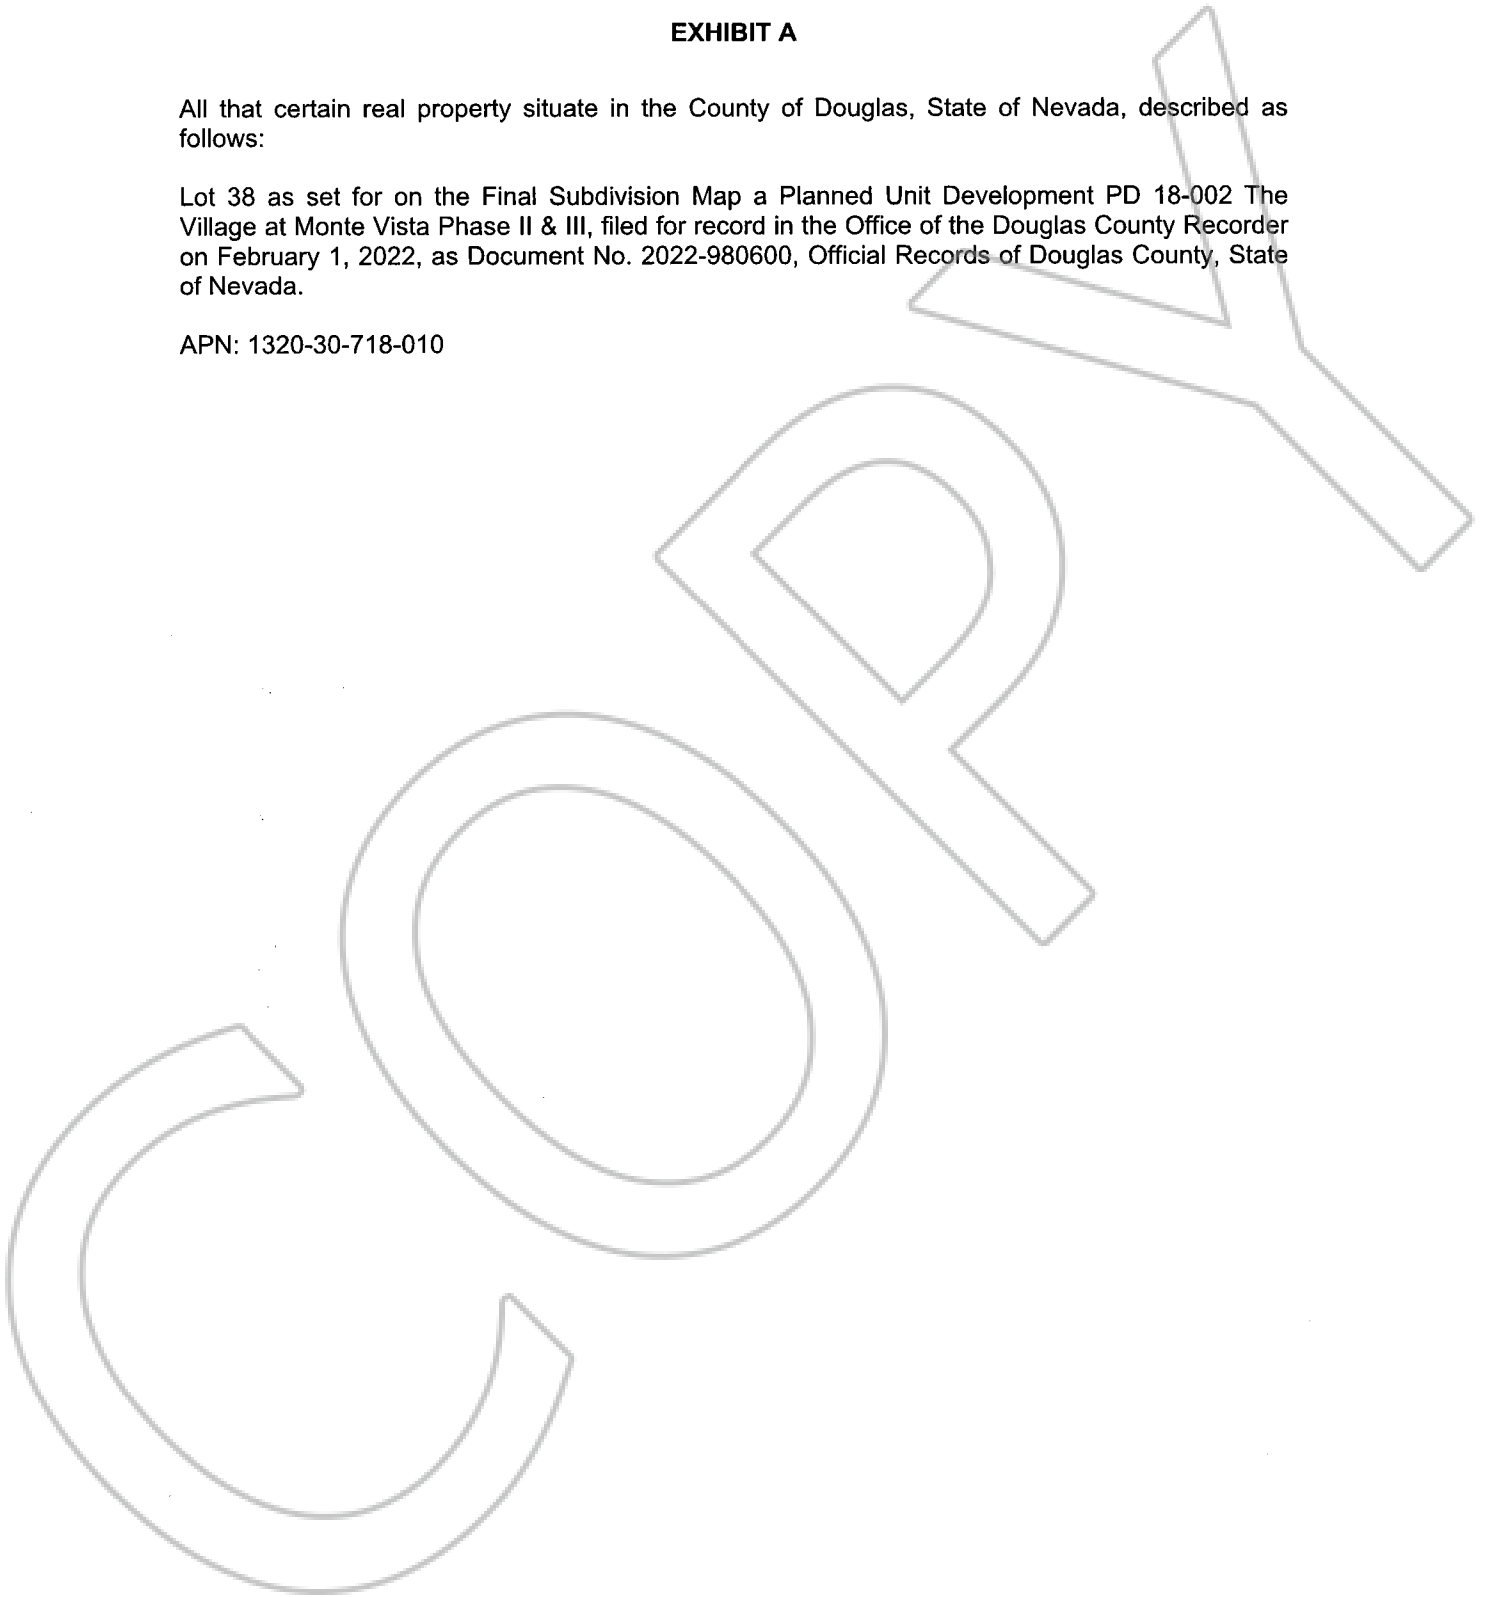 EXHIBIT A
All that certain real property situate in the County of Douglas, State of Nevada, described as
follows:
Lot 38 as set for on the Final Subdivision Map a Planned Unit Development PD 18-002 The
Village at Monte Vista Phase II & III, filed for record in the Office of the Douglas County Recorder
on February 1, 2022, as Document No. 2022-980600, Official Records of Douglas County, State
of Nevada.
APN: 1320-30-718-010
COPY